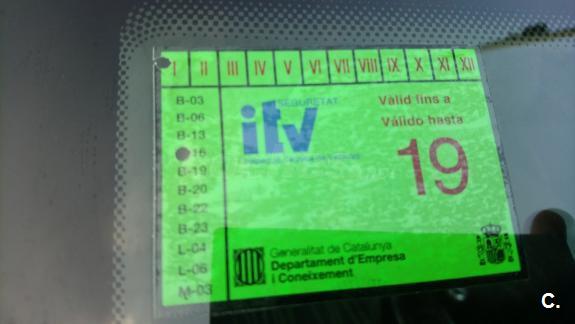 I II III IV V VI VII VIII IX X XI XII
B-03
B-06
B-13
16
B-19
B-20
B-22
B-23
L-04
L-06
M-03
SEGURETAT
itv
Vàlid fins a
Válido hasta
19
Generalitat de Catalunya
Departament d'Empresa
i Coneixement
C.